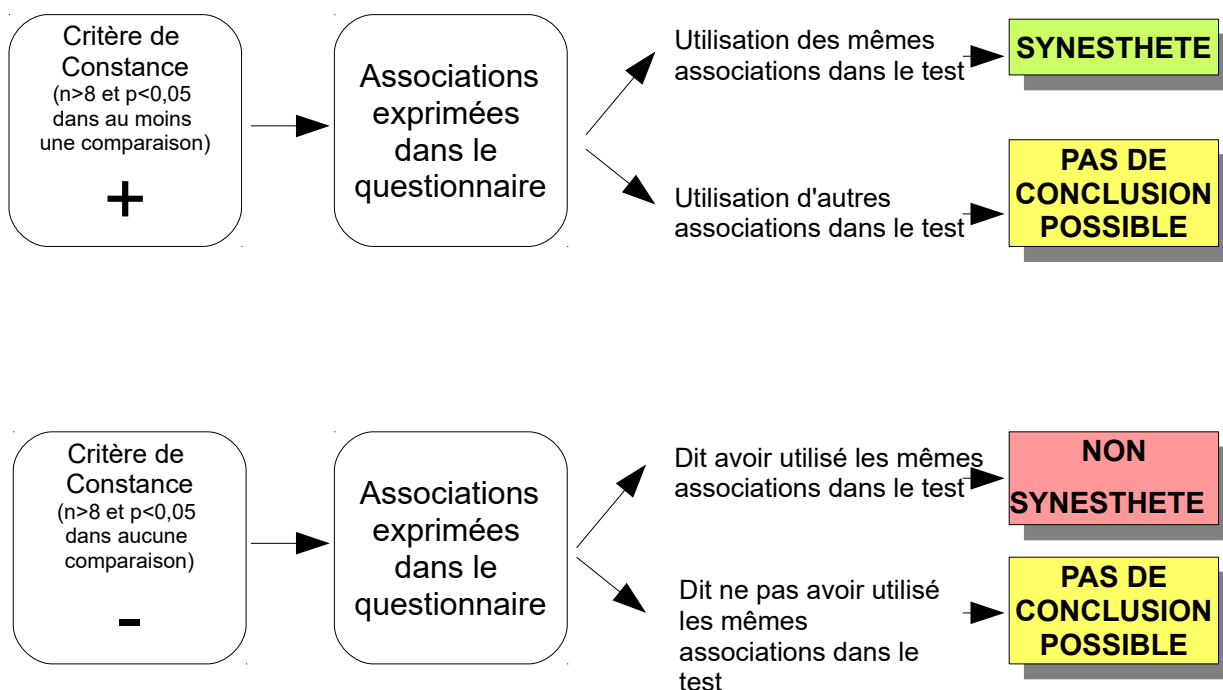 Critère de
Constance
(n>8 et p<0,05
dans au moins
une comparaison)
+
Associations
exprimées
dans le
questionnaire
Utilisation des mêmes
associations dans le test
SYNESTHETE
Utilisation d'autres
associations dans le test
PAS DE
CONCLUSION
POSSIBLE
Critère de
Constance
(n>8 et p<0,05
dans aucune
comparaison)
-
Associations
exprimées
dans le
questionnaire
Dit avoir utilisé les mêmes
associations dans le test
NON
SYNESTHETE
Dit ne pas avoir utilisé
les mêmes
associations dans le
test
PAS DE
CONCLUSION
POSSIBLE